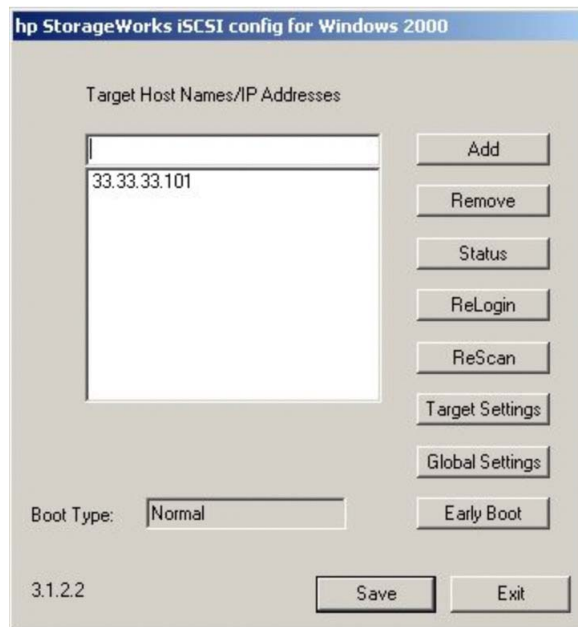 hp StorageWorks iSCSI config for Windows 2000
Target Host Names/IP Addresses
Add
33.33.33.101
Remove
Status
ReLogin
ReScan
Target Settings
Global Settings
Boot Type: Normal
Early Boot
3.1.2.2
Save
Exit